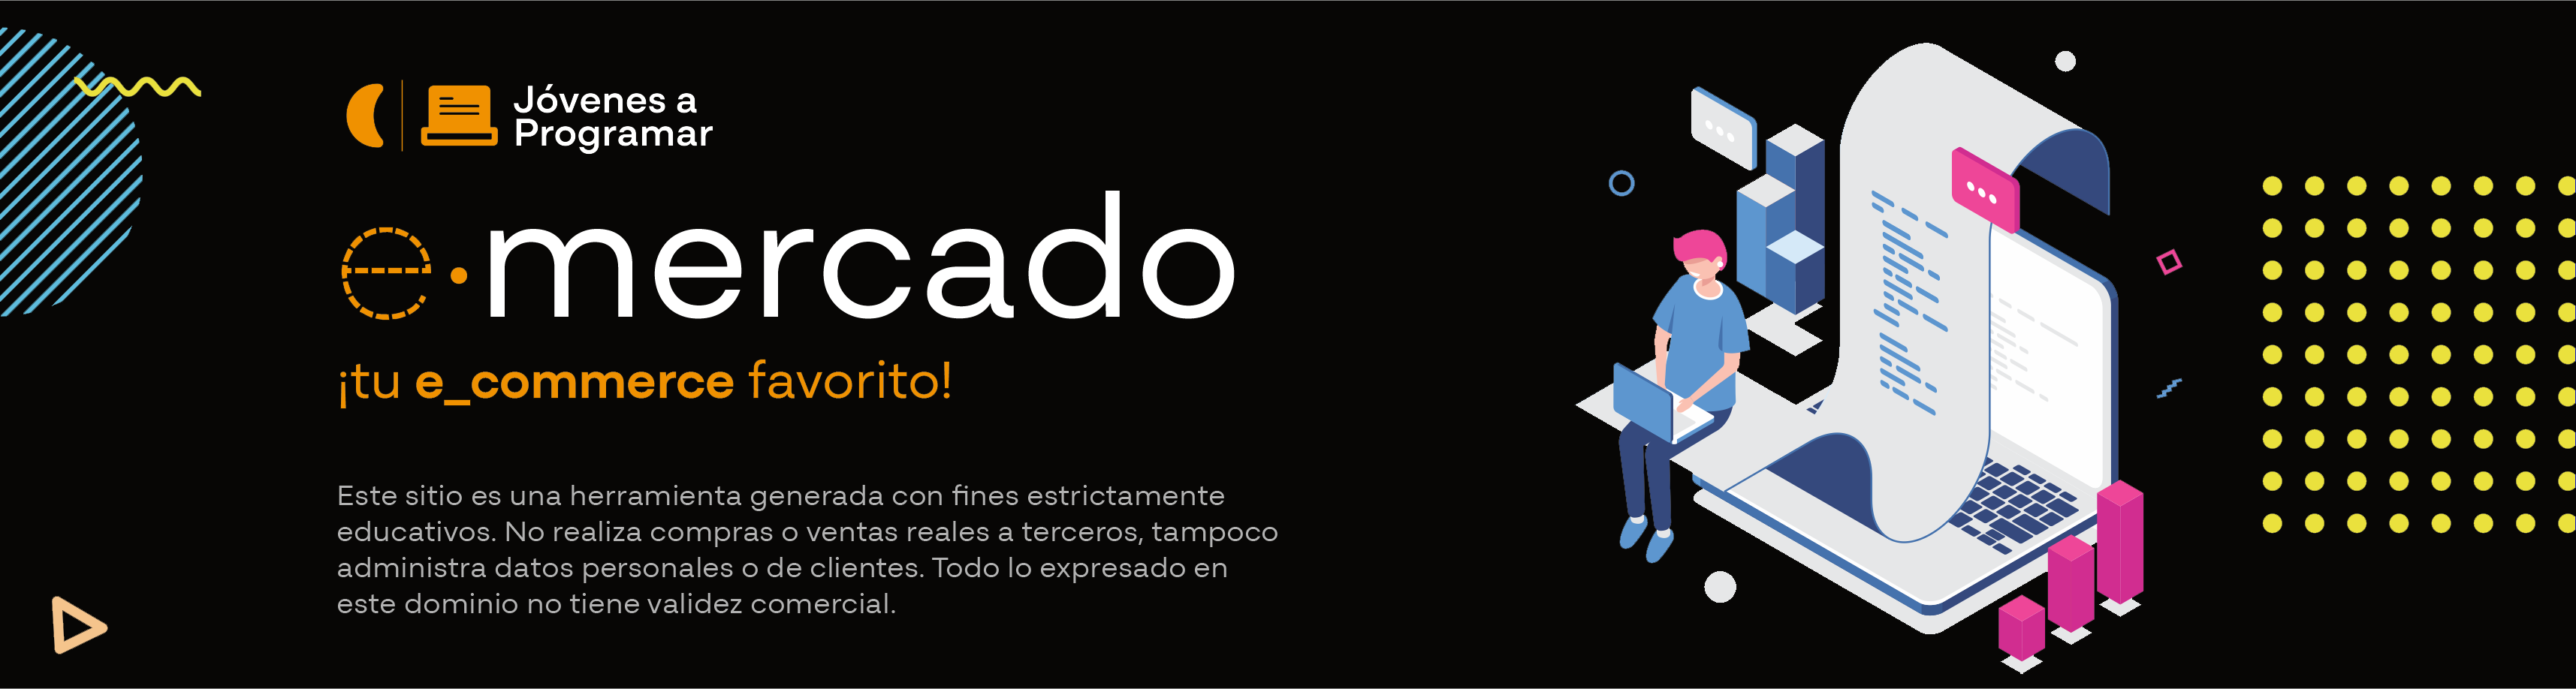 Jóvenes a
Programar
e·mercado
¡tu e_commerce favorito!
Este sitio es una herramienta generada con fines estrictamente
educativos. No realiza compras o ventas reales a terceros, tampoco
administra datos personales o de clientes. Todo lo expresado en
este dominio no tiene validez comercial.